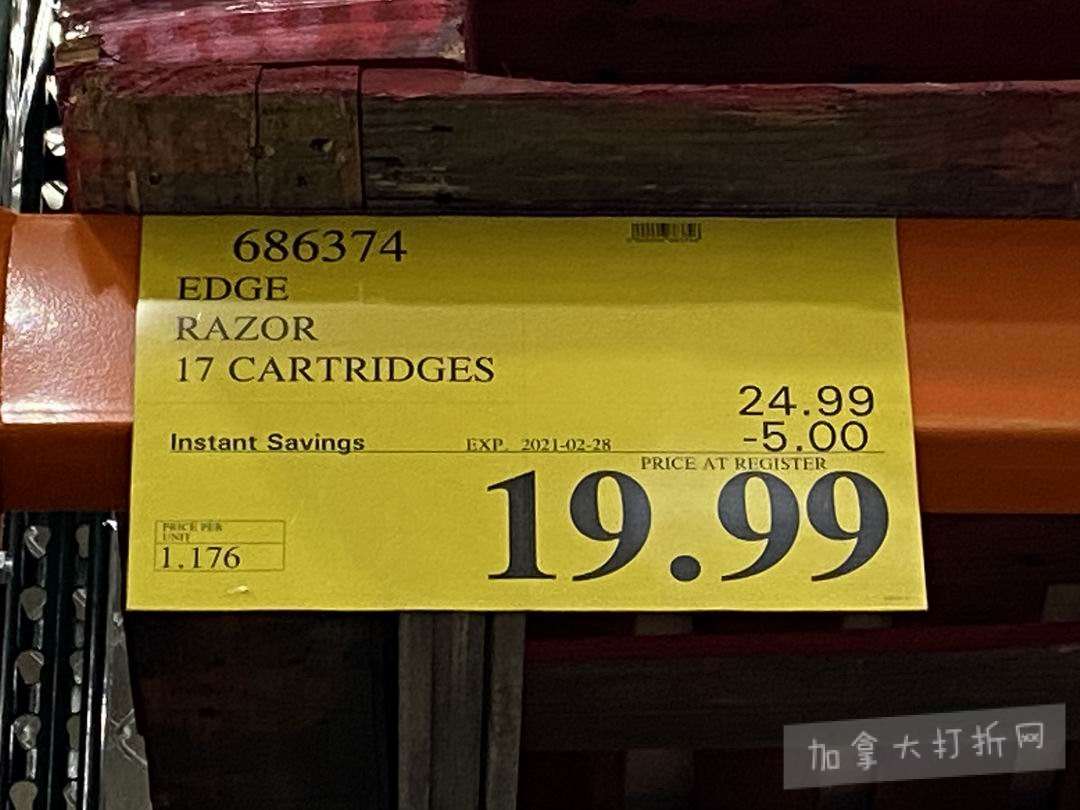 686374
EDGE
RAZOR
17 CARTRIDGES
24.99
Instant Savings EXP. 2021-02-28 -5.00
PRICE AT REGISTER
19.99
PRICE PER
UNIT
1.176
加拿大打折网